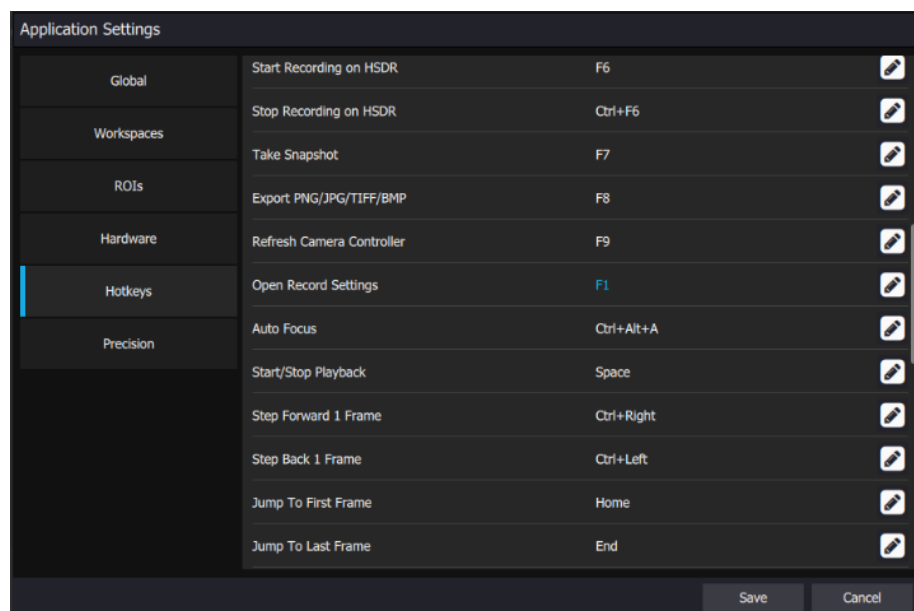 Application Settings
Global
Workspaces
ROIs
Hardware
Hotkeys
Precision
Start Recording on HSDR F6
Stop Recording on HSDR Ctrl+F6
Take Snapshot F7
Export PNG/JPG/TIFF/BMP F8
Refresh Camera Controller F9
Open Record Settings F1
Auto Focus Ctrl+Alt+A
Start/Stop Playback Space
Step Forward 1 Frame Ctrl+Right
Step Back 1 Frame Ctrl+Left
Jump To First Frame Home
Jump To Last Frame End
Save Cancel